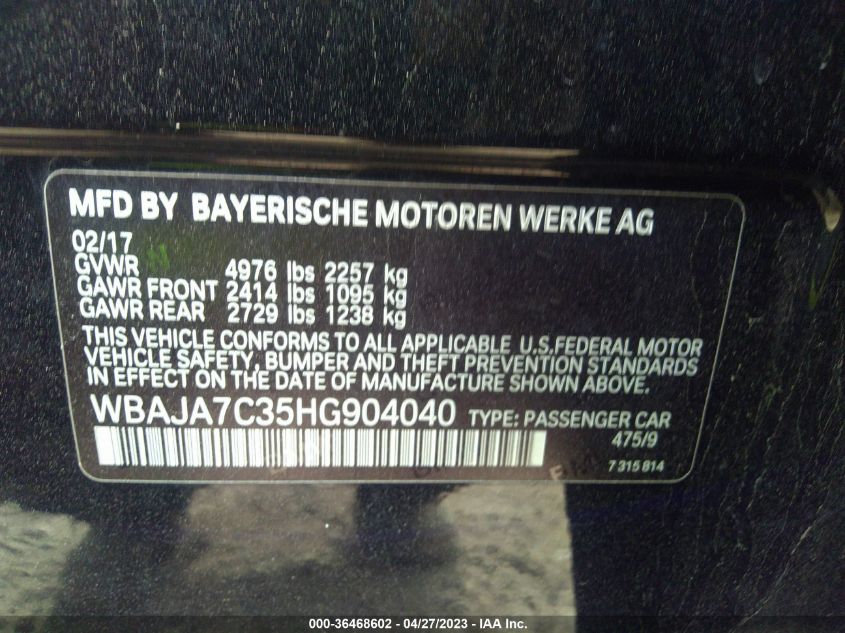 MFD BY BAYERISCHE MOTOREN WERKE AG
02/17
GVWR 4976 lbs 2257 kg
GAWR FRONT 2414 lbs 1095 kg
GAWR REAR 2729 lbs 1238 kg
THIS VEHICLE CONFORMS TO ALL APPLICABLE U.S.FEDERAL MOTOR
VEHICLE SAFETY, BUMPER AND THEFT PREVENTION STANDARDS
IN EFFECT ON THE DATE OF MANUFACTURE SHOWN ABOVE.
WBAJA7C35HG904040 TYPE: PASSENGER CAR
475/9
7 315 814
000-36468602 - 04/27/2023 - IAA Inc.